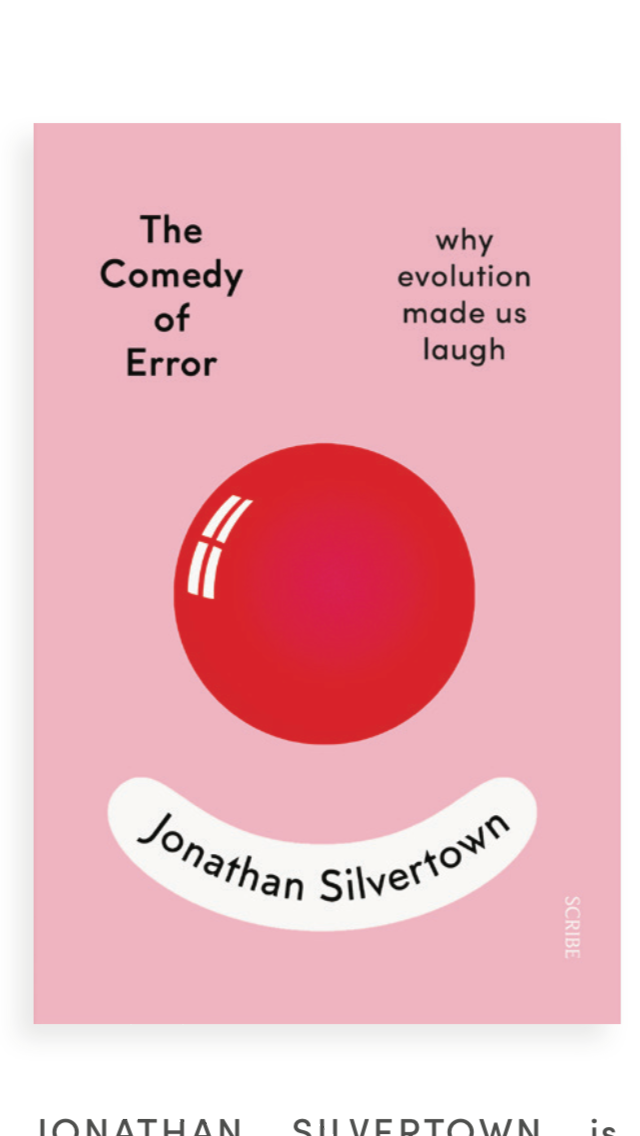 The
Comedy
of
Error
why
evolution
made us
laugh
Jonathan Silvertown
SCRIBE
JONATHAN SILVERTOWN is